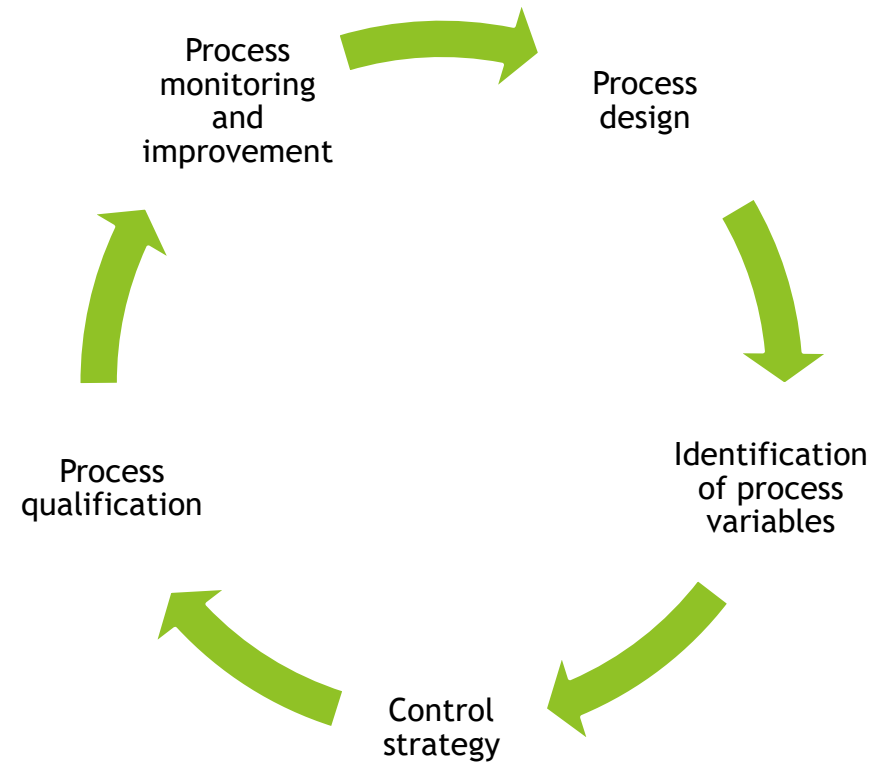 Process
monitoring
and
improvement
Process
design
Identification
of process
variables
Control
strategy
Process
qualification